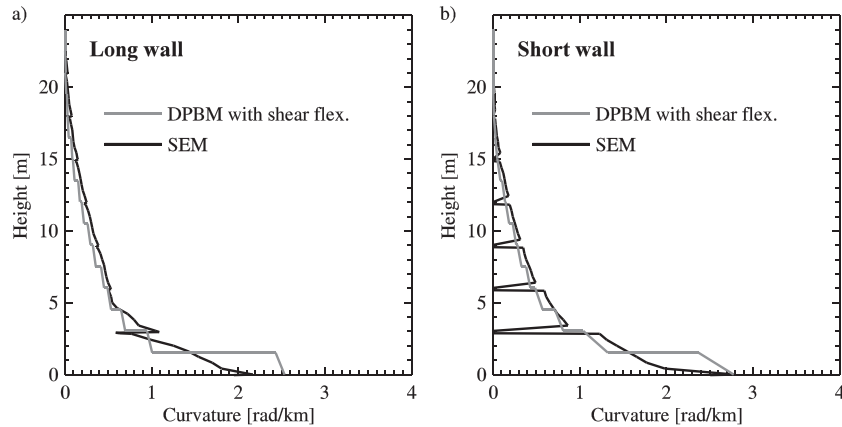 a)
Long wall
DPBM with shear flex.
SEM
Height [m]
20
15
10
5
0
0 1 2 3 4
Curvature [rad/km]
b)
Short wall
DPBM with shear flex.
SEM
Height [m]
20
15
10
5
0
0 1 2 3 4
Curvature [rad/km]